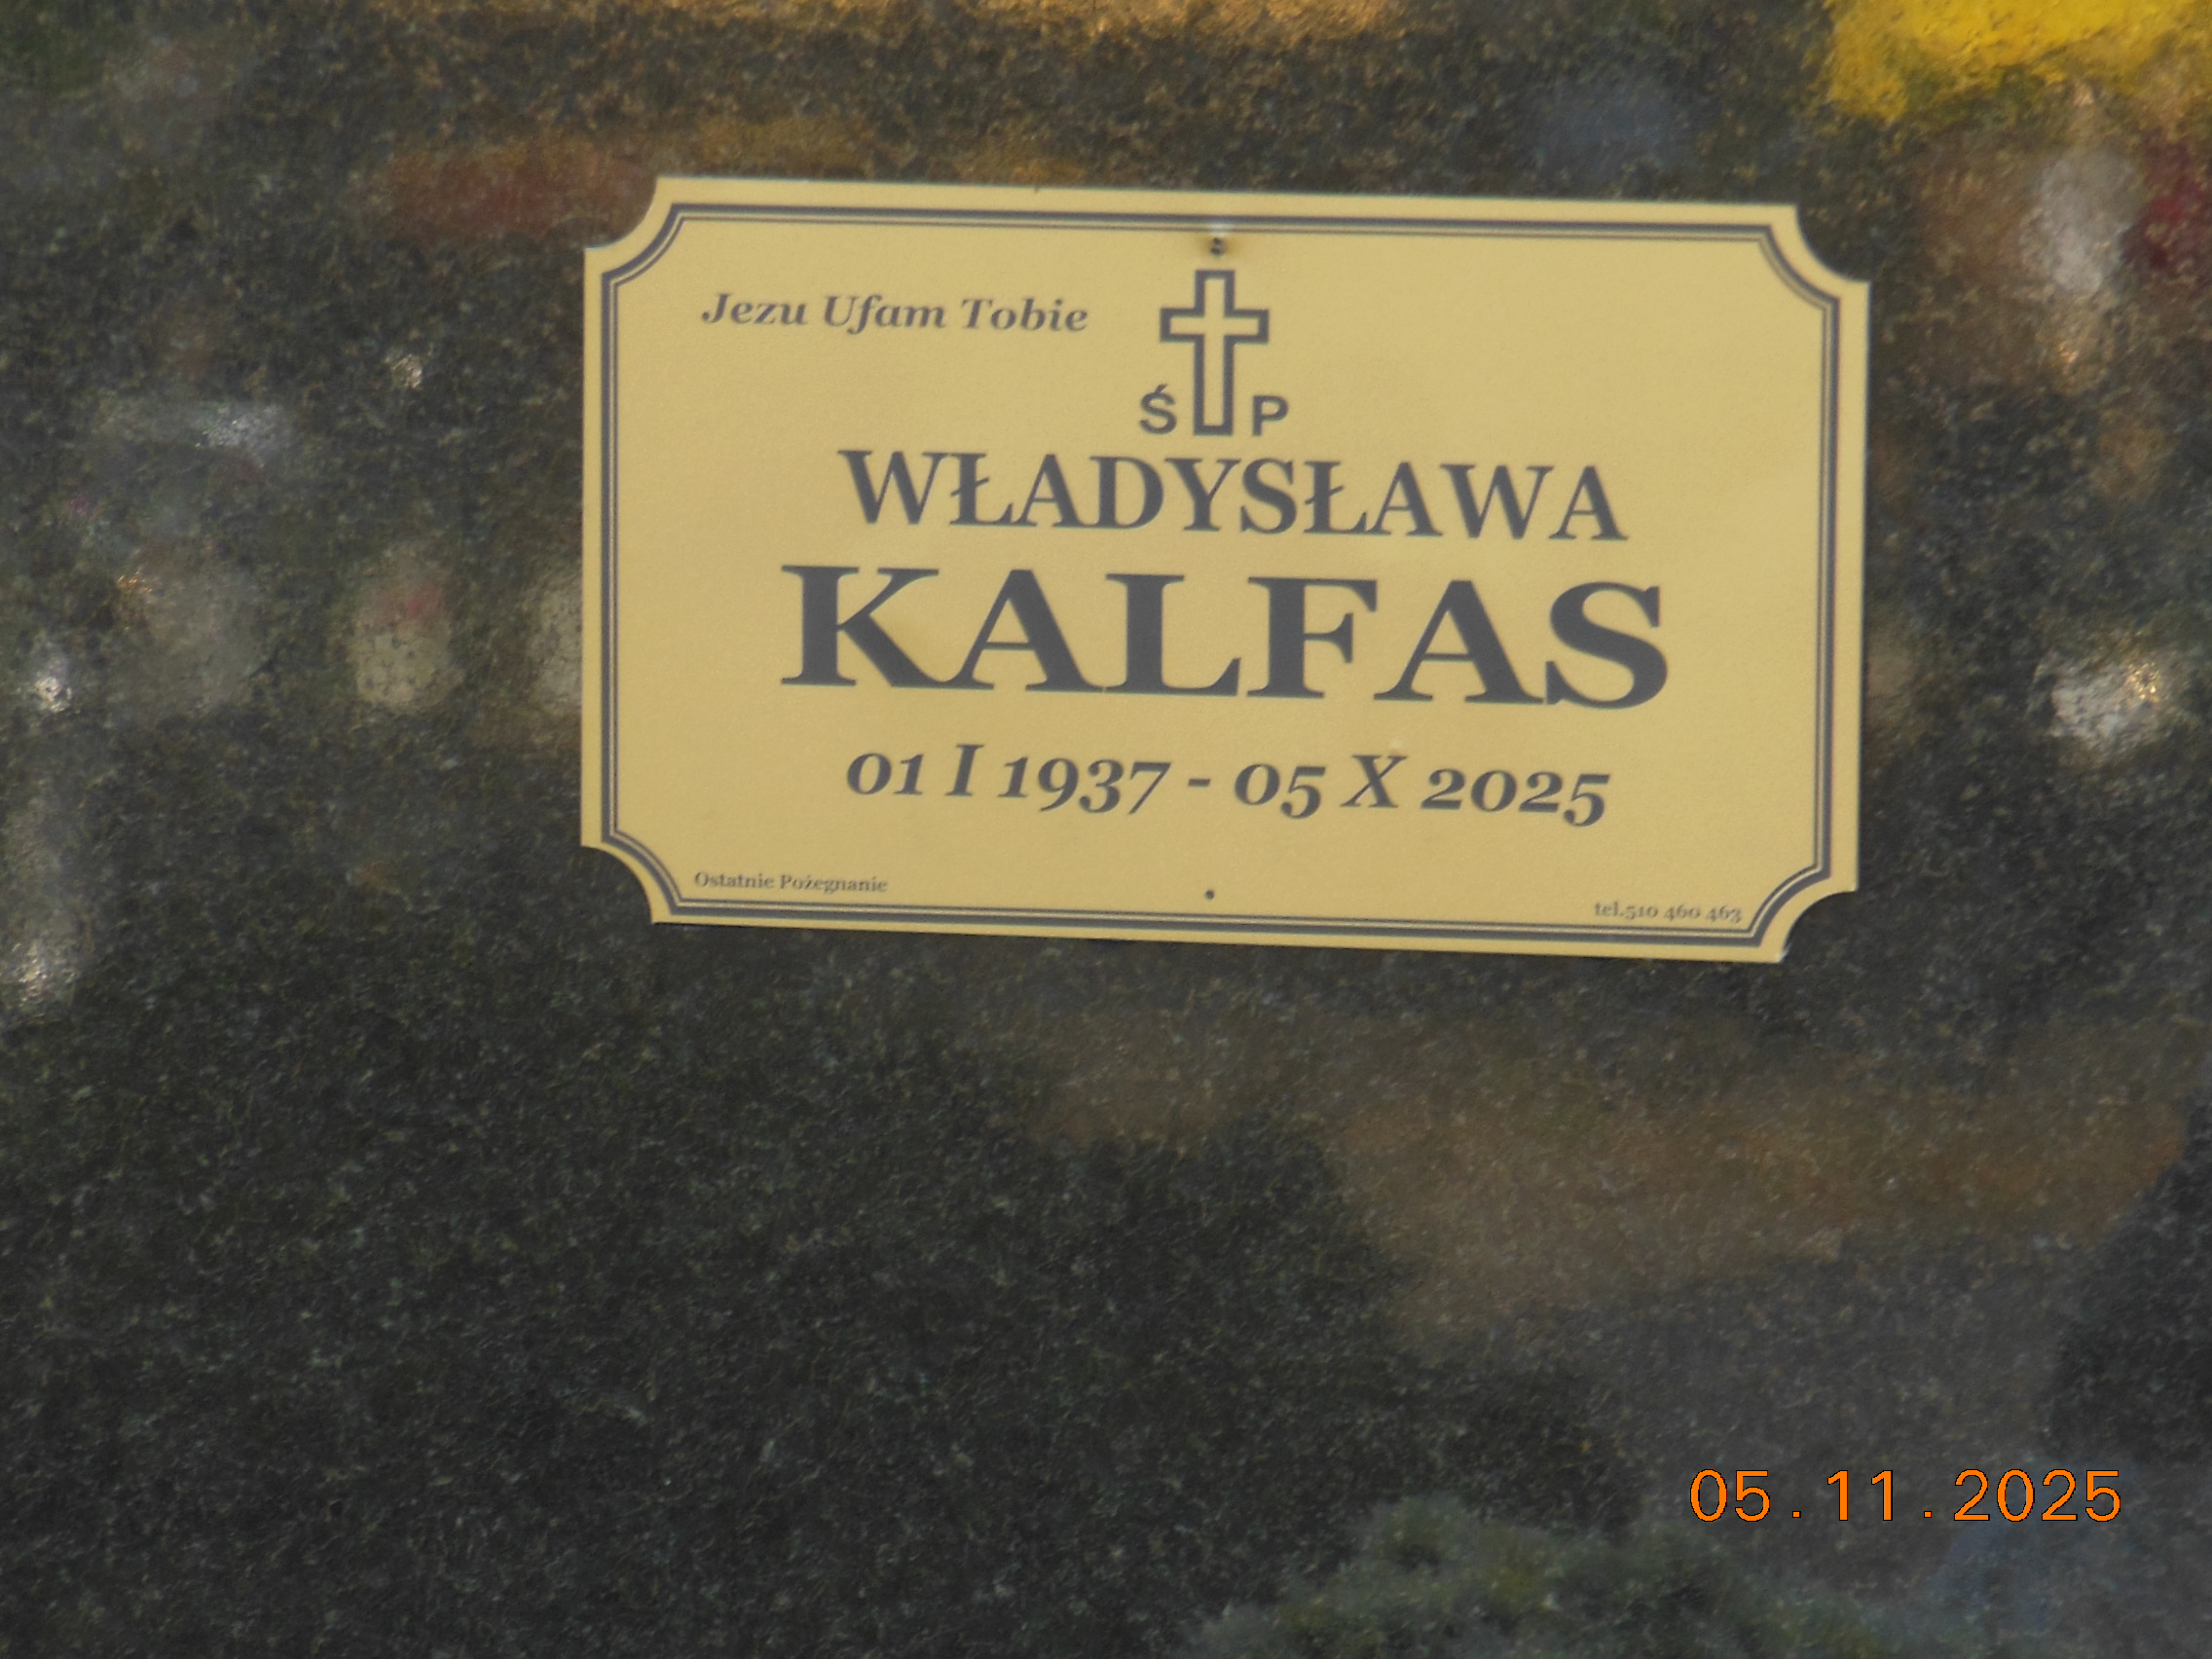 Jezu Ufam Tobie
Ś P
WŁADYSŁAWA
KALFAS
01 I 1937 - 05 X 2025
Ostatnie Pożegnanie
tel.510 460 463
05.11.2025